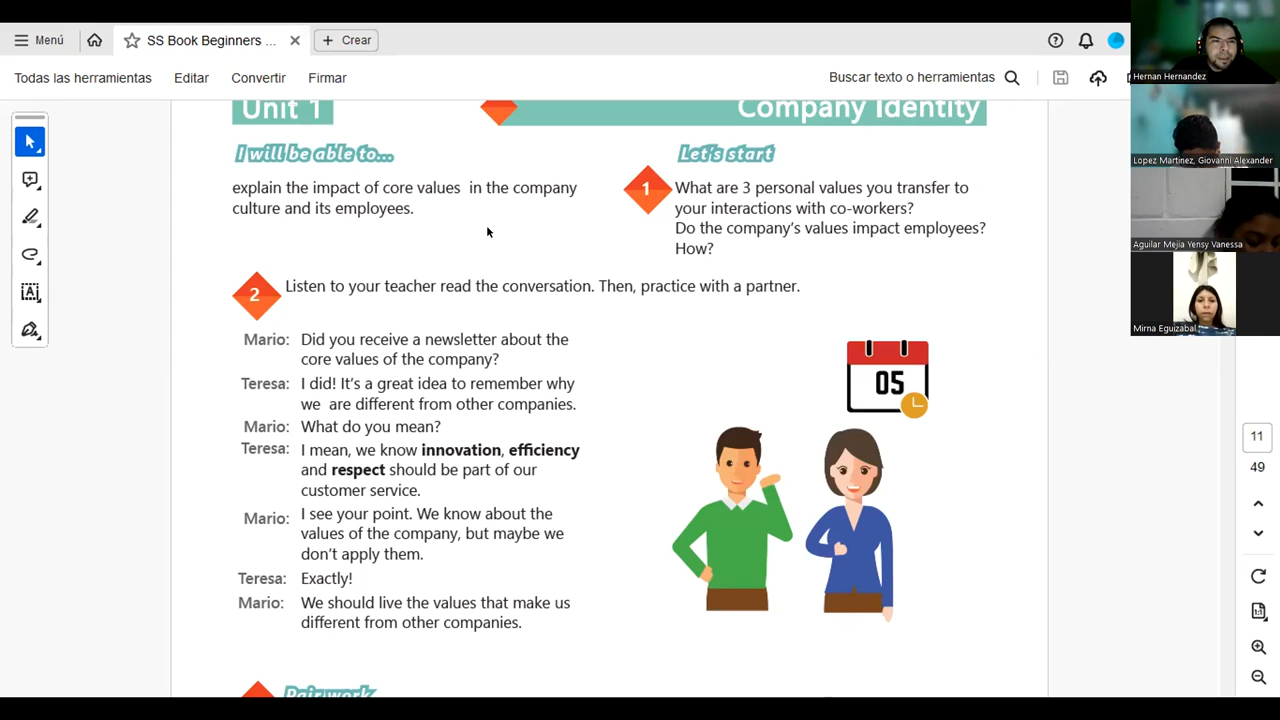 Menú
SS Book Beginners ...
Crear
Todas las herramientas
Editar
Convertir
Firmar
Buscar texto o herramientas
Hernan Hernandez
Lopez Martinez, Giovanni Alexander
Aguilar Mejia Yensy Vanessa
Mirna Eguizabal
Unit 1
Company Identity
I will be able to...
explain the impact of core values in the company
culture and its employees.
Let's start
1
What are 3 personal values you transfer to
your interactions with co-workers?
Do the company's values impact employees?
How?
2
Listen to your teacher read the conversation. Then, practice with a partner.
Mario: Did you receive a newsletter about the
core values of the company?
Teresa: I did! It's a great idea to remember why
we are different from other companies.
Mario: What do you mean?
Teresa: I mean, we know innovation, efficiency
and respect should be part of our
customer service.
Mario: I see your point. We know about the
values of the company, but maybe we
don't apply them.
Teresa: Exactly!
Mario: We should live the values that make us
different from other companies.
05
Pair work
11
49
1:1